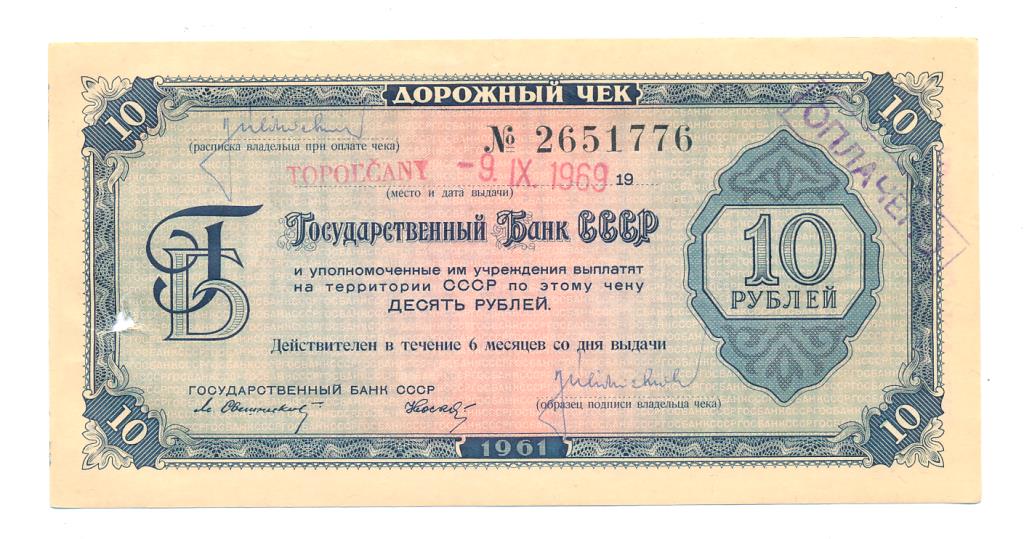 ДОРОЖНЫЙ ЧЕК
10
10
(расписка владельца при оплате чека)
№ 2651776
ОПЛАЧЕН
TOPOĽČANY - 9. IX. 1969 19
(место и дата выдачи)
ГБ
Государственный Банк СССР
и уполномоченные им учреждения выплатят
на территории СССР по этому чеку
ДЕСЯТЬ РУБЛЕЙ.
10
РУБЛЕЙ
Действителен в течение 6 месяцев со дня выдачи
ГОСУДАРСТВЕННЫЙ БАНК СССР
(образец подписи владельца чека)
10
10
1961